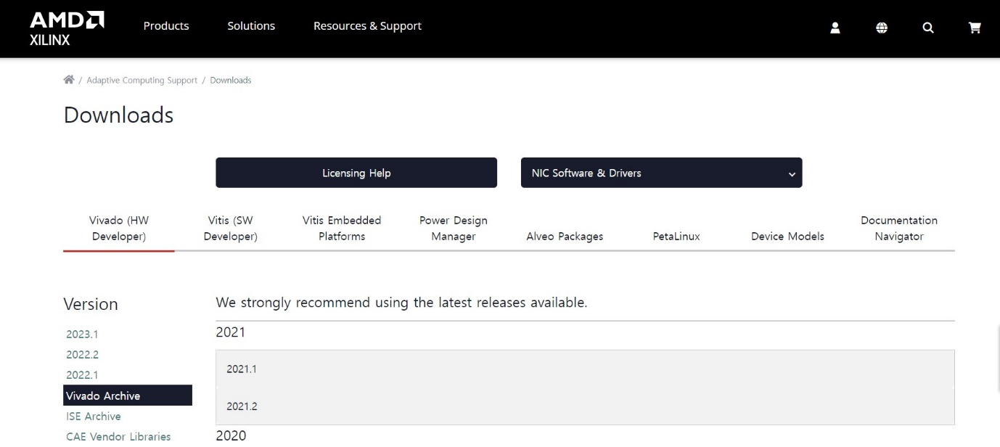 AMD
XILINX
Products
Solutions
Resources & Support
/ Adaptive Computing Support / Downloads
Downloads
Licensing Help
NIC Software & Drivers
Vivado (HW
Developer)
Vitis (SW
Developer)
Vitis Embedded
Platforms
Power Design
Manager
Alveo Packages
PetaLinux
Device Models
Documentation
Navigator
Version
2023.1
2022.2
2022.1
Vivado Archive
ISE Archive
CAE Vendor Libraries
We strongly recommend using the latest releases available.
2021
2021.1
2021.2
2020